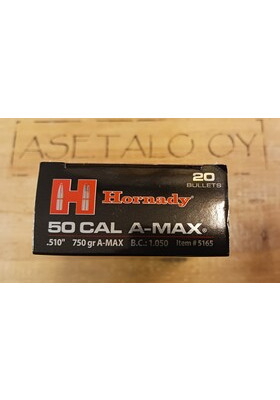 ASETALO OY
20
BULLETS
H Hornady
50 CAL A-MAX®
.510" 750 gr A-MAX B.C.: 1.050 Item # 5165